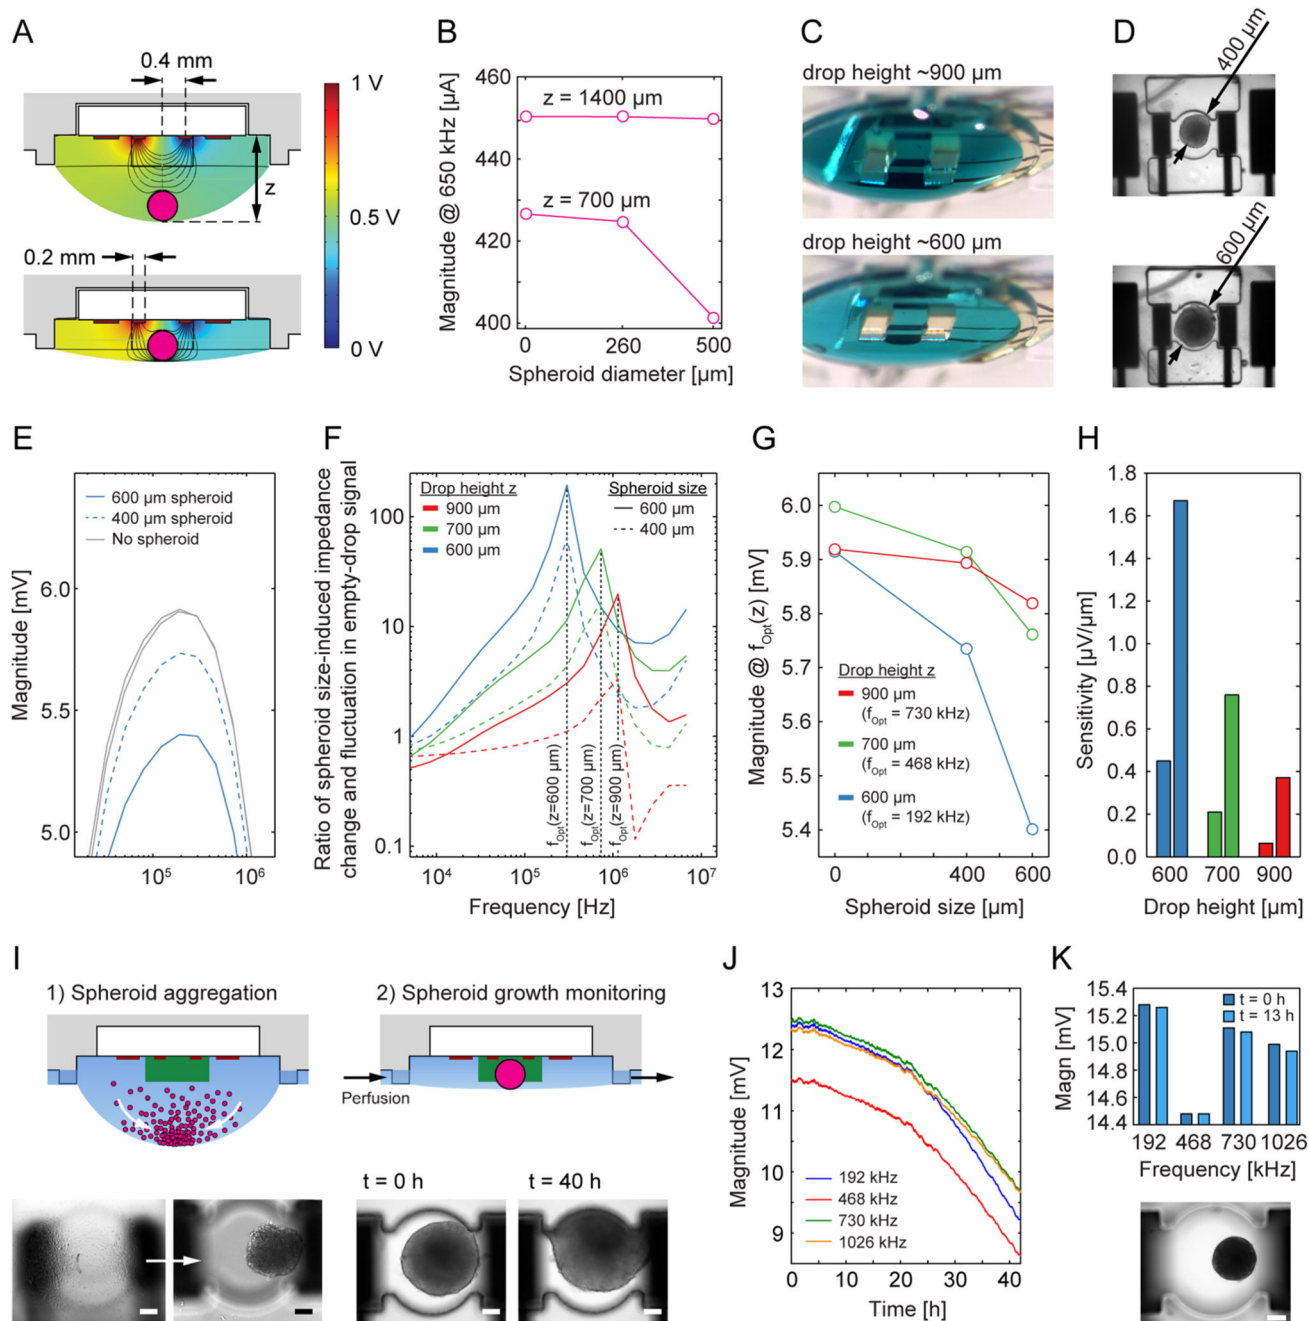 A
0.4 mm
z
0.2 mm
1 V
0.5 V
0 V
B
Magnitude @ 650 kHz [µA]
460
440
420
400
z = 1400 µm
z = 700 µm
0
260
500
Spheroid diameter [µm]
C
drop height ~900 µm
drop height ~600 µm
D
400 µm
600 µm
E
600 µm spheroid
400 µm spheroid
No spheroid
Magnitude [mV]
6.0
5.5
5.0
10⁵
10⁶
F
Ratio of spheroid size-induced impedance
change and fluctuation in empty-drop signal
100
10
1
0.1
Drop height z
900 µm
700 µm
600 µm
Spheroid size
600 µm
400 µm
fOpt(z=600 µm)
fOpt(z=700 µm)
fOpt(z=900 µm)
10⁴
10⁵
10⁶
10⁷
Frequency [Hz]
G
Magnitude @ fOpt(z) [mV]
6.0
5.9
5.8
5.7
5.6
5.5
5.4
Drop height z
900 µm
(fOpt = 730 kHz)
700 µm
(fOpt = 468 kHz)
600 µm
(fOpt = 192 kHz)
0
400
600
Spheroid size [µm]
H
Sensitivity [µV/µm]
1.8
1.6
1.4
1.2
1.0
0.8
0.6
0.4
0.2
0.0
600
700
900
Drop height [µm]
I
1) Spheroid aggregation
2) Spheroid growth monitoring
Perfusion
t = 0 h
t = 40 h
J
Magnitude [mV]
13
12
11
10
9
192 kHz
468 kHz
730 kHz
1026 kHz
0
10
20
30
40
Time [h]
K
Magn [mV]
15.4
15.2
15.0
14.8
14.6
14.4
t = 0 h
t = 13 h
192
468
730
1026
Frequency [kHz]